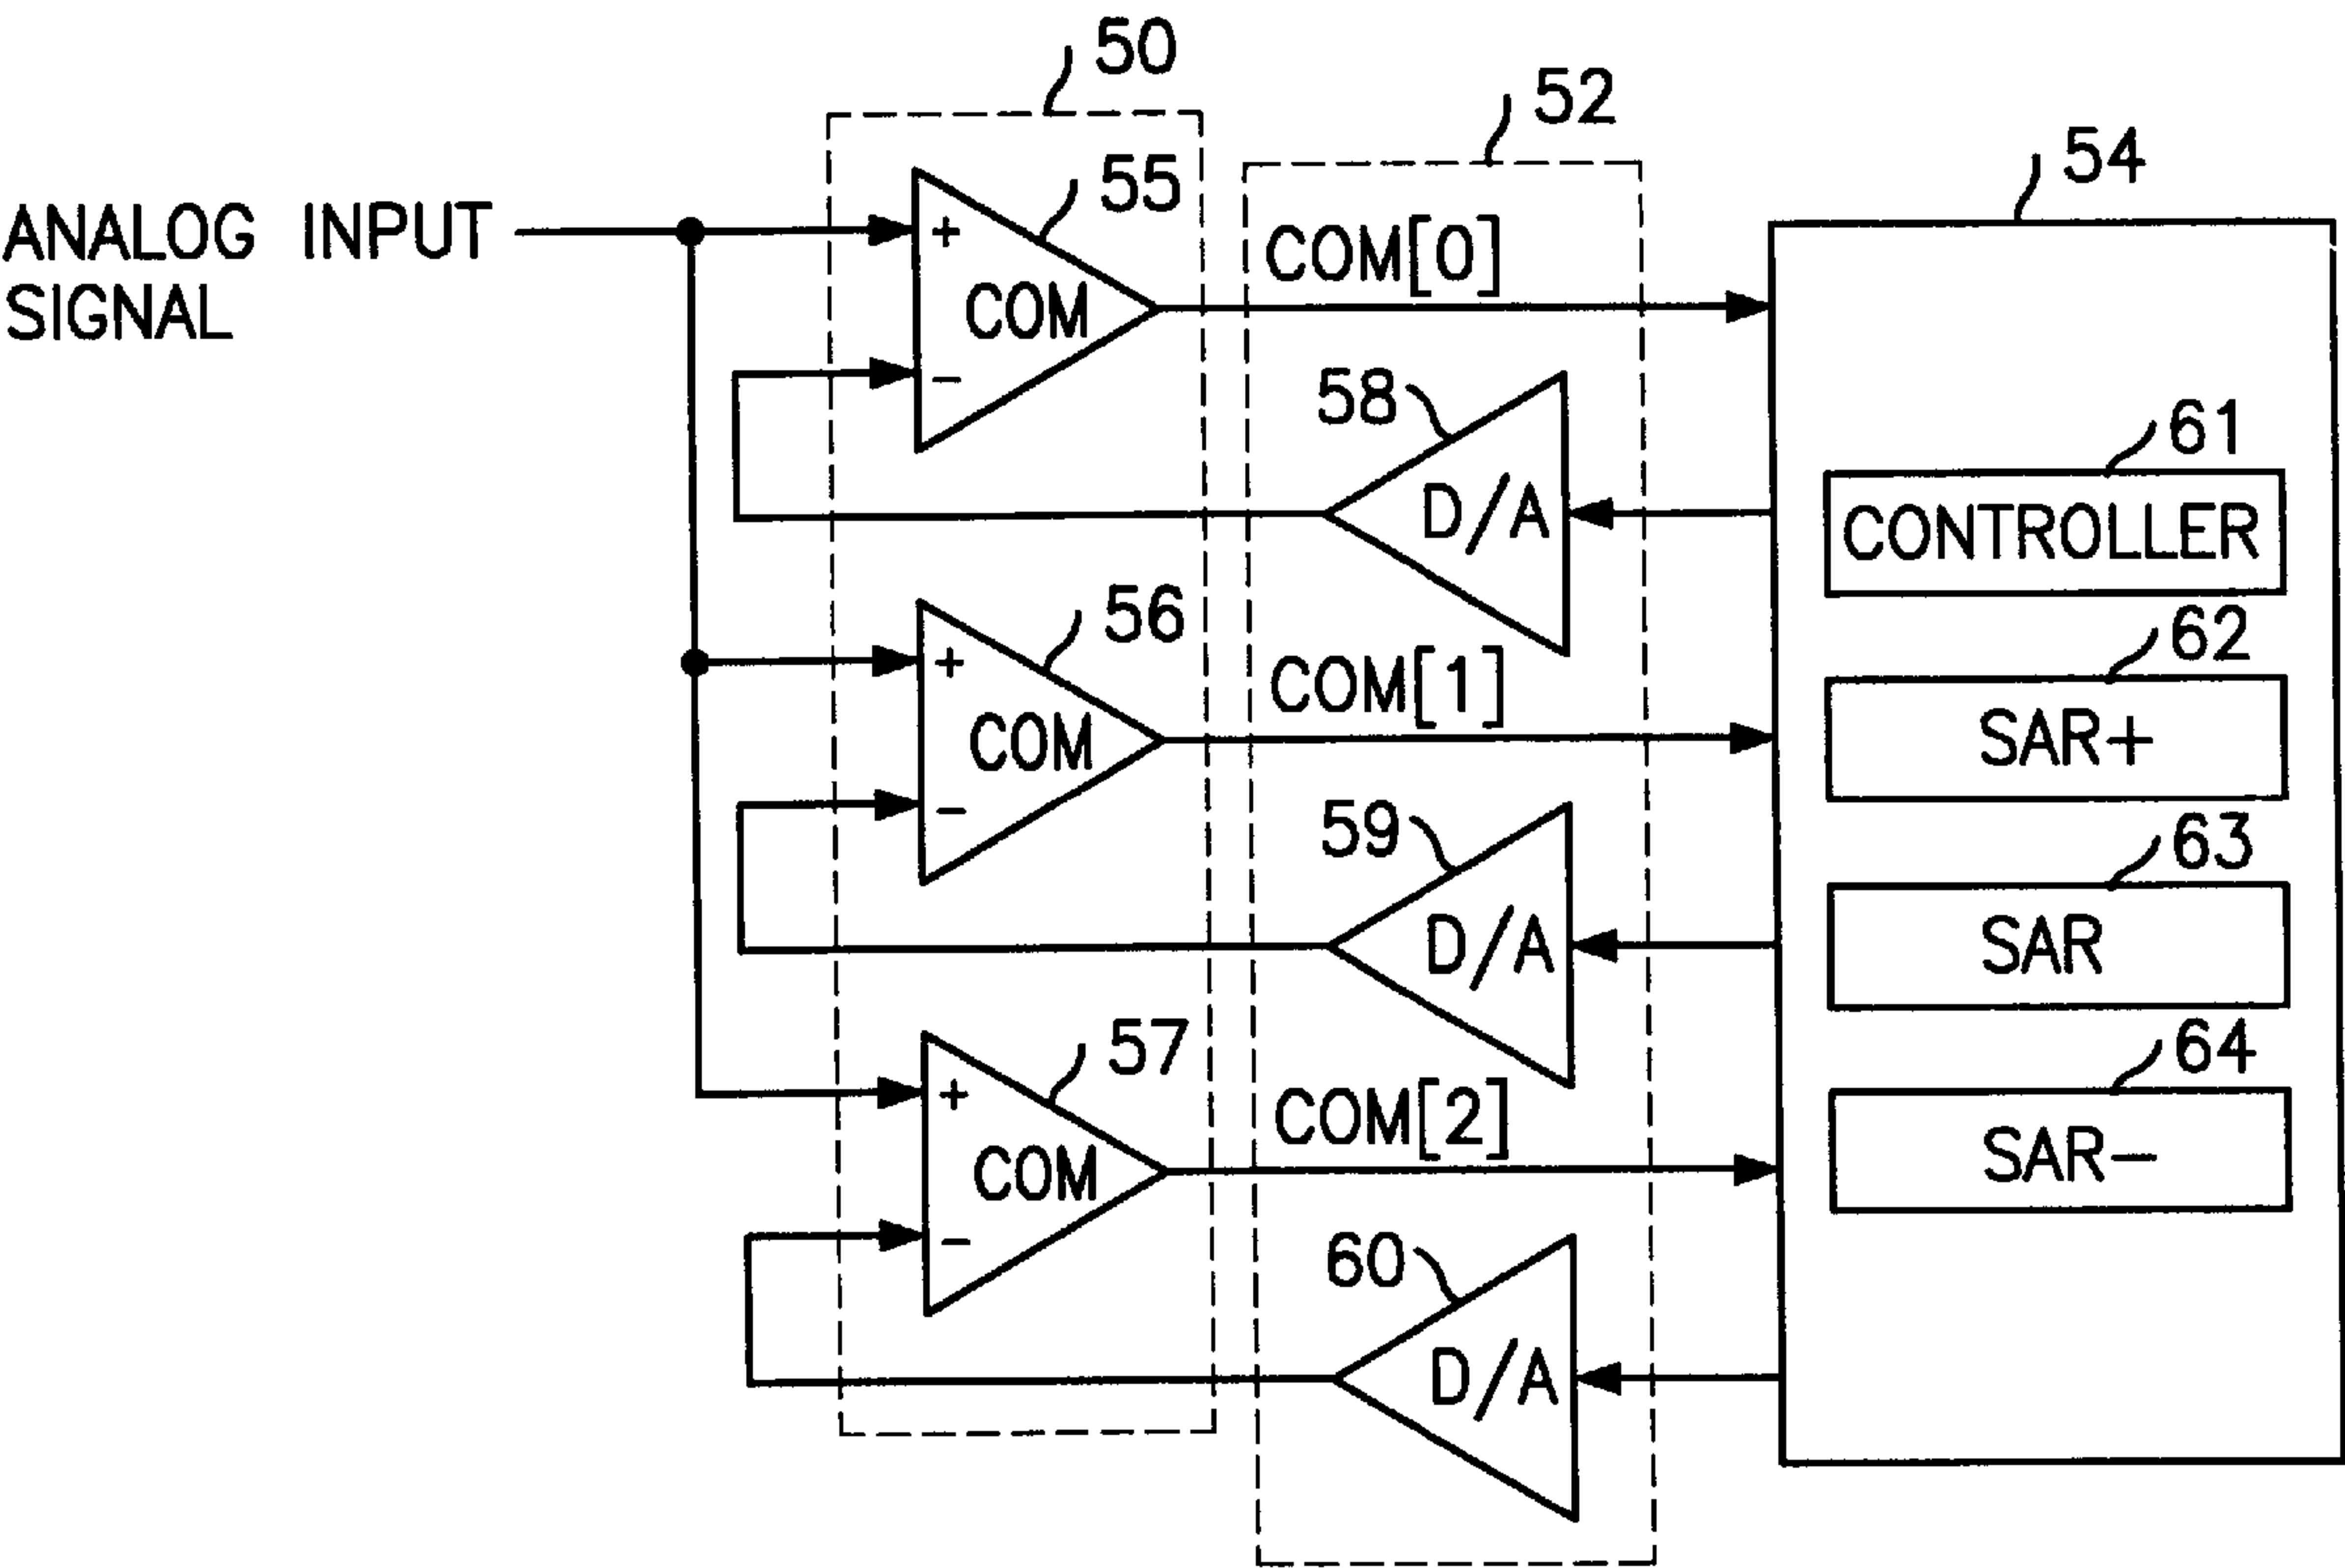 50
52
54
55
ANALOG INPUT
SIGNAL
+
COM
−
COM[0]
58
D/A
61
CONTROLLER
56
+
COM
−
COM[1]
62
SAR+
59
D/A
63
SAR
57
+
COM
−
COM[2]
64
SAR−
60
D/A